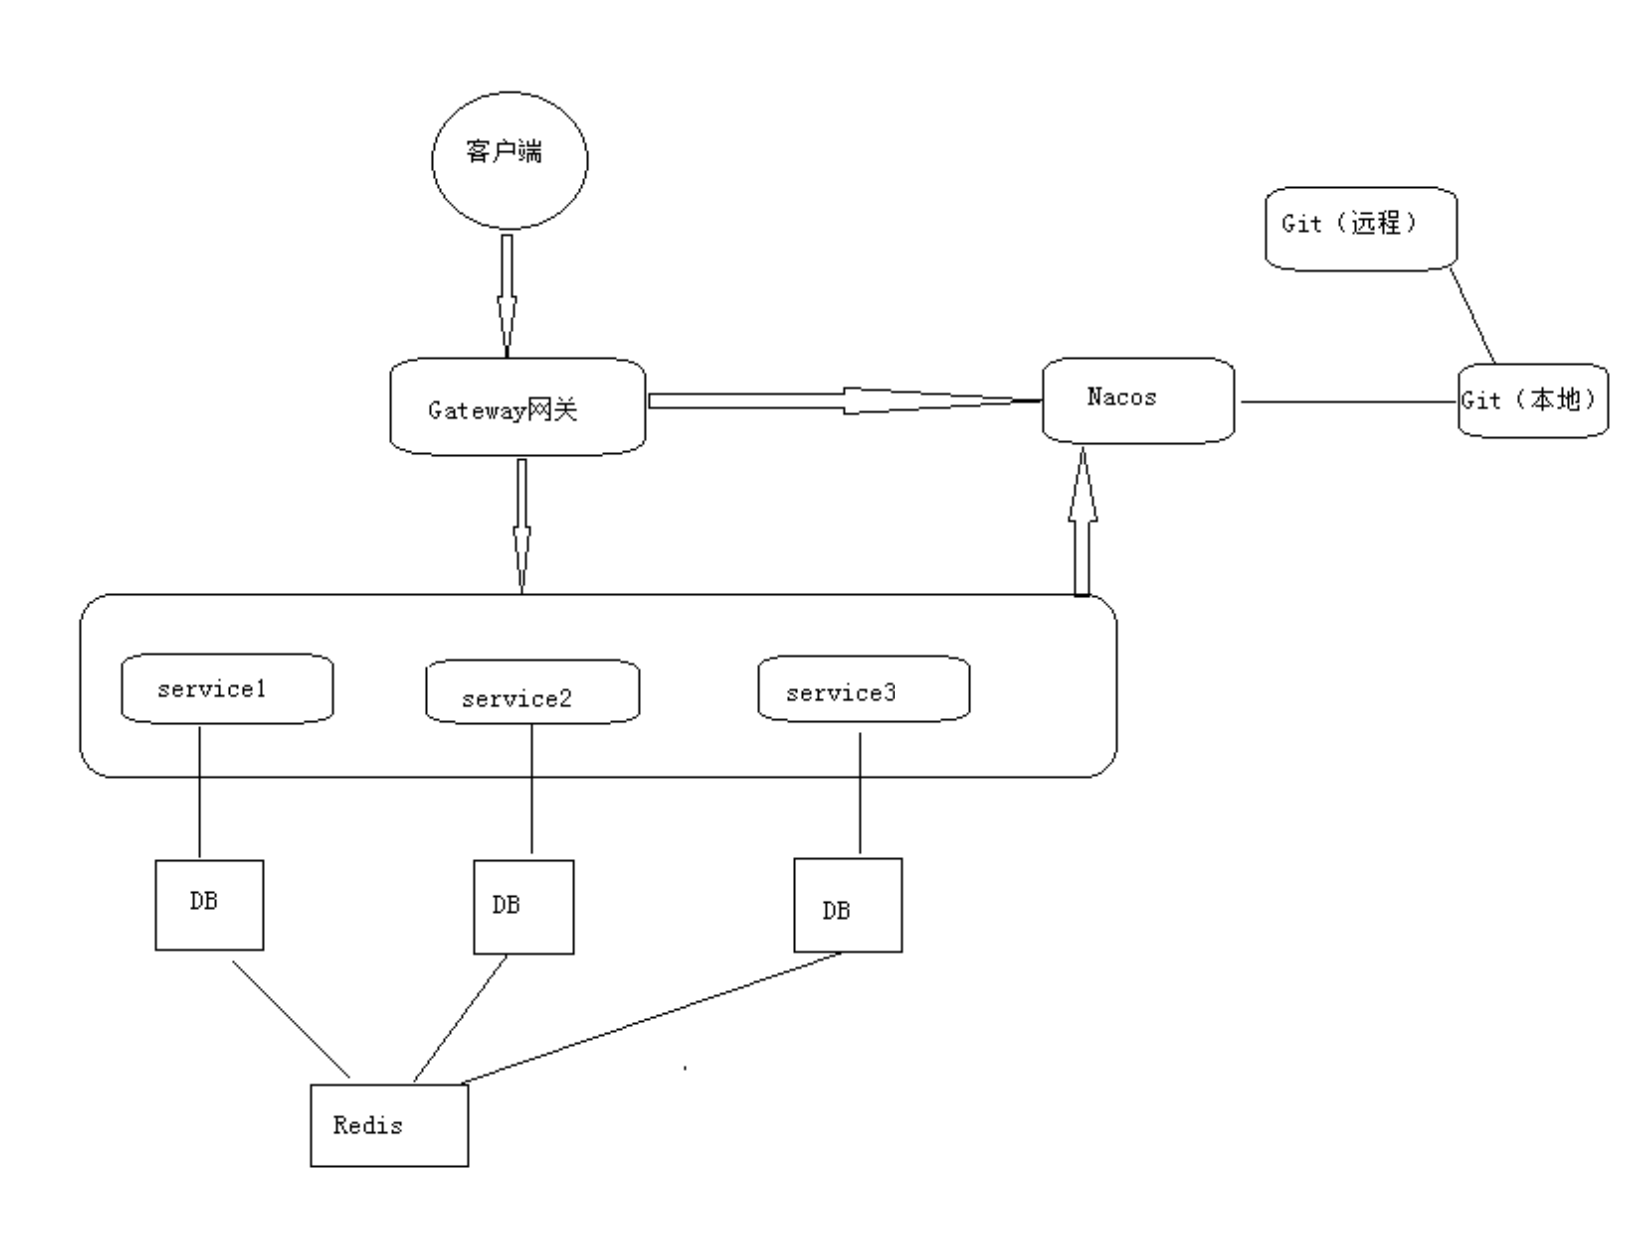 客户端
Git（远程）
Gateway网关
Nacos
Git（本地）
service1
service2
service3
DB
DB
DB
Redis